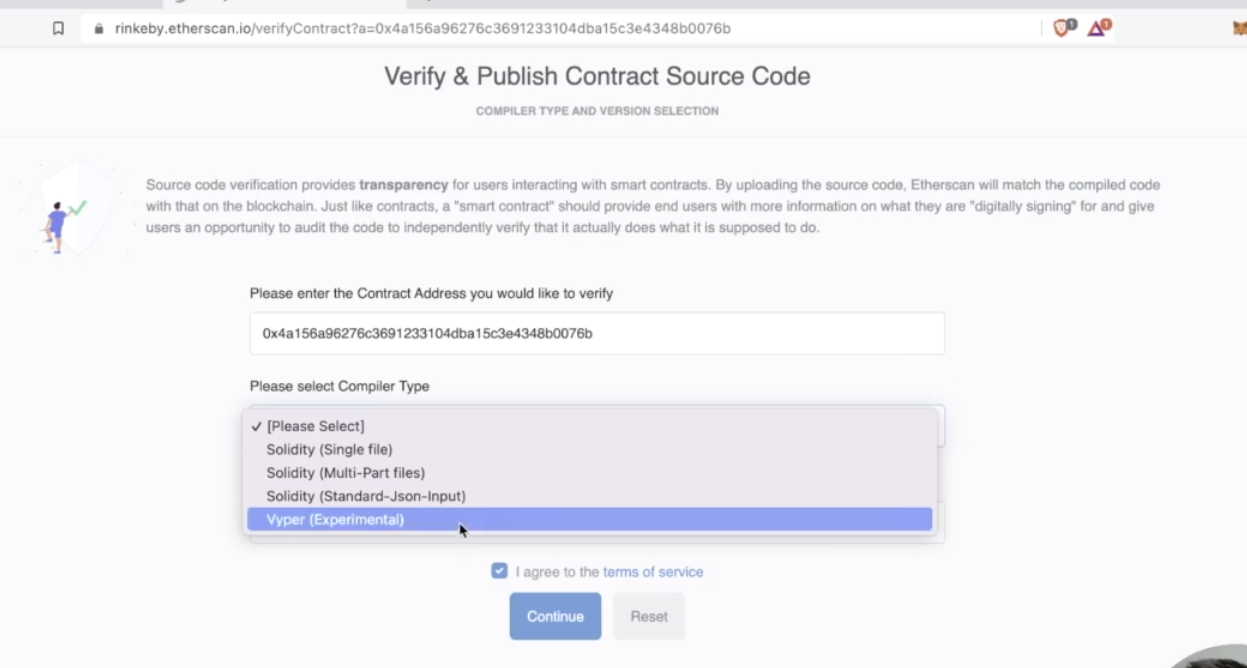 rinkeby.etherscan.io/verifyContract?a=0x4a156a96276c3691233104dba15c3e4348b0076b
1
1
Verify & Publish Contract Source Code
COMPILER TYPE AND VERSION SELECTION
Source code verification provides transparency for users interacting with smart contracts. By uploading the source code, Etherscan will match the compiled code
with that on the blockchain. Just like contracts, a "smart contract" should provide end users with more information on what they are "digitally signing" for and give
users an opportunity to audit the code to independently verify that it actually does what it is supposed to do.
Please enter the Contract Address you would like to verify
0x4a156a96276c3691233104dba15c3e4348b0076b
Please select Compiler Type
✓ [Please Select]
Solidity (Single file)
Solidity (Multi-Part files)
Solidity (Standard-Json-Input)
Vyper (Experimental)
I agree to the terms of service
Continue
Reset